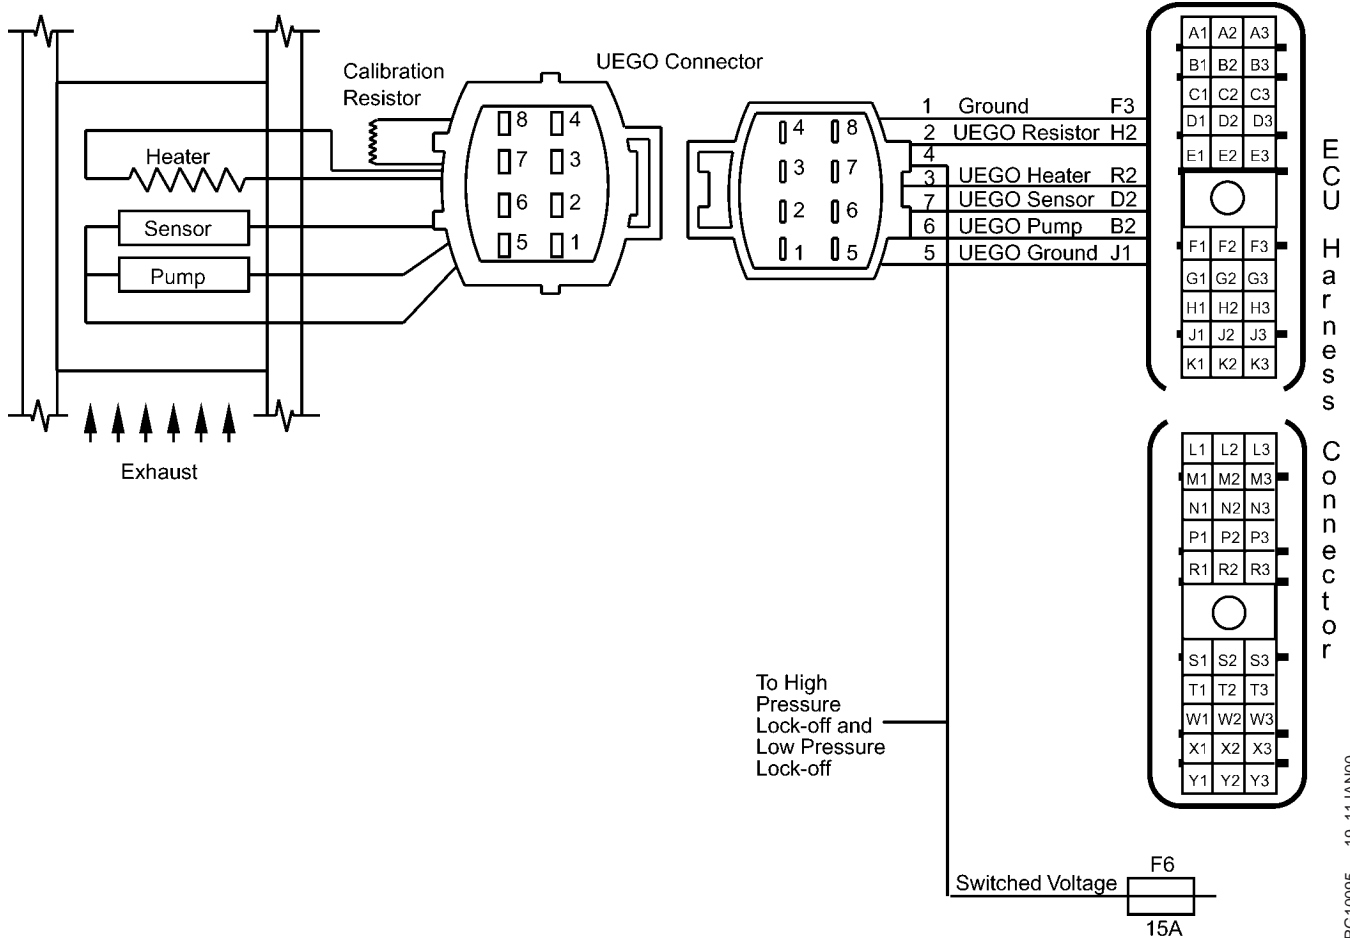 Calibration
Resistor
UEGO Connector
Heater
Sensor
Pump
Exhaust
8 4
7 3
6 2
5 1
4 8
3 7
2 6
1 5
1 Ground F3
2 UEGO Resistor H2
4
3 UEGO Heater R2
7 UEGO Sensor D2
6 UEGO Pump B2
5 UEGO Ground J1
A1 A2 A3
B1 B2 B3
C1 C2 C3
D1 D2 D3
E1 E2 E3
F1 F2 F3
G1 G2 G3
H1 H2 H3
J1 J2 J3
K1 K2 K3
L1 L2 L3
M1 M2 M3
N1 N2 N3
P1 P2 P3
R1 R2 R3
S1 S2 S3
T1 T2 T3
W1 W2 W3
X1 X2 X3
Y1 Y2 Y3
ECU Harness Connector
To High
Pressure
Lock-off and
Low Pressure
Lock-off
Switched Voltage
F6
15A